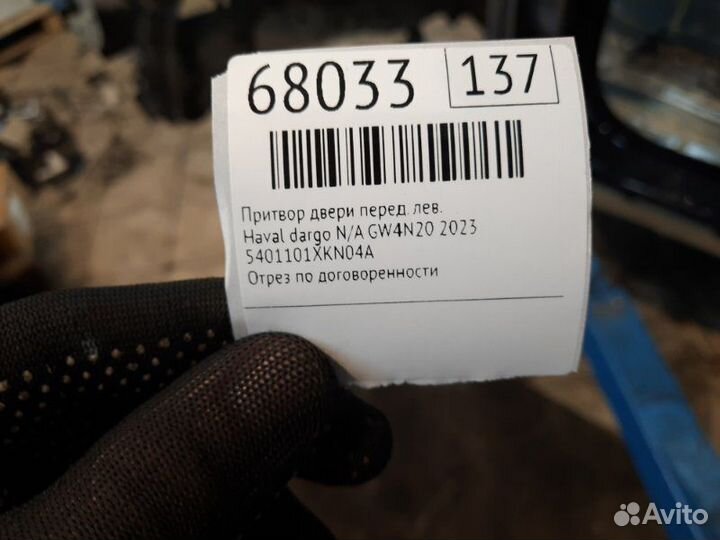 68033 137
Притвор двери перед. лев.
Haval dargo N/A GW4N20 2023
5401101XKN04A
Отрез по договоренности
Avito